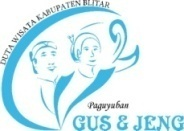 DUTA WISATA KABUPATEN BLITAR
Paguyuban
GUS & JENG